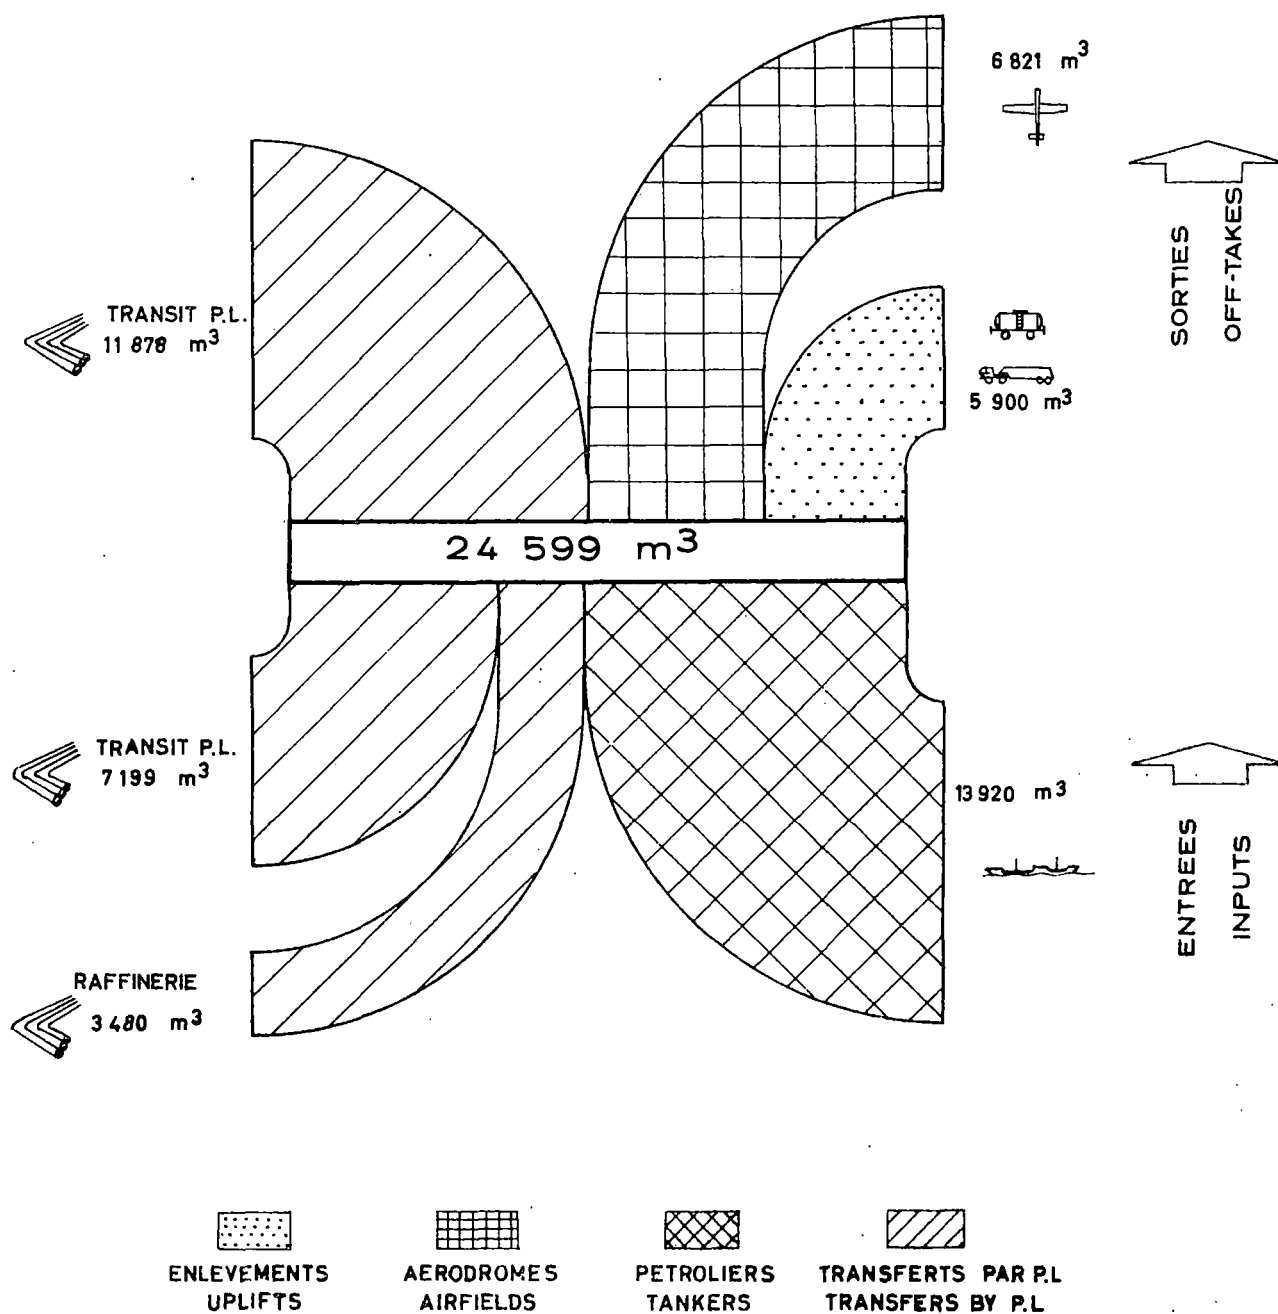 6 821 m³
SORTIES
OFF-TAKES
TRANSIT P.L.
11 878 m³
5 900 m³
24 599 m³
TRANSIT P.L.
7 199 m³
13 920 m³
ENTREES
INPUTS
RAFFINERIE
3 480 m³
ENLEVEMENTS
UPLIFTS
AERODROMES
AIRFIELDS
PETROLIERS
TANKERS
TRANSFERTS PAR P.L
TRANSFERS BY P.L